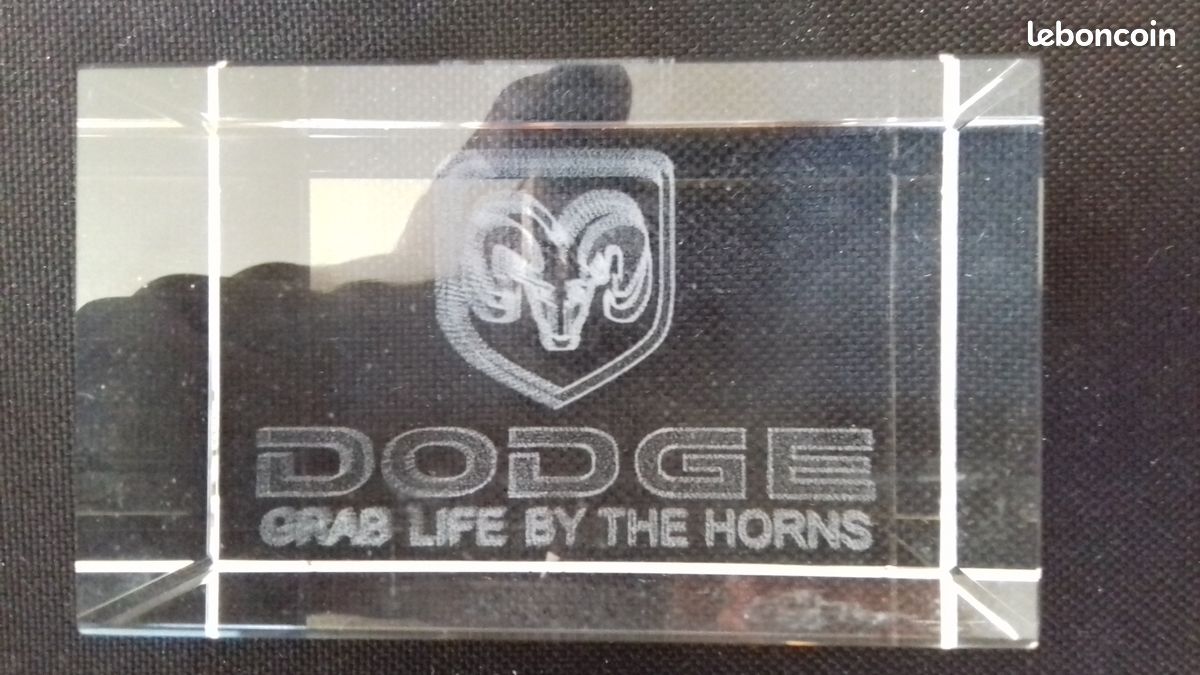 leboncoin
DODGE
GRAB LIFE BY THE HORNS